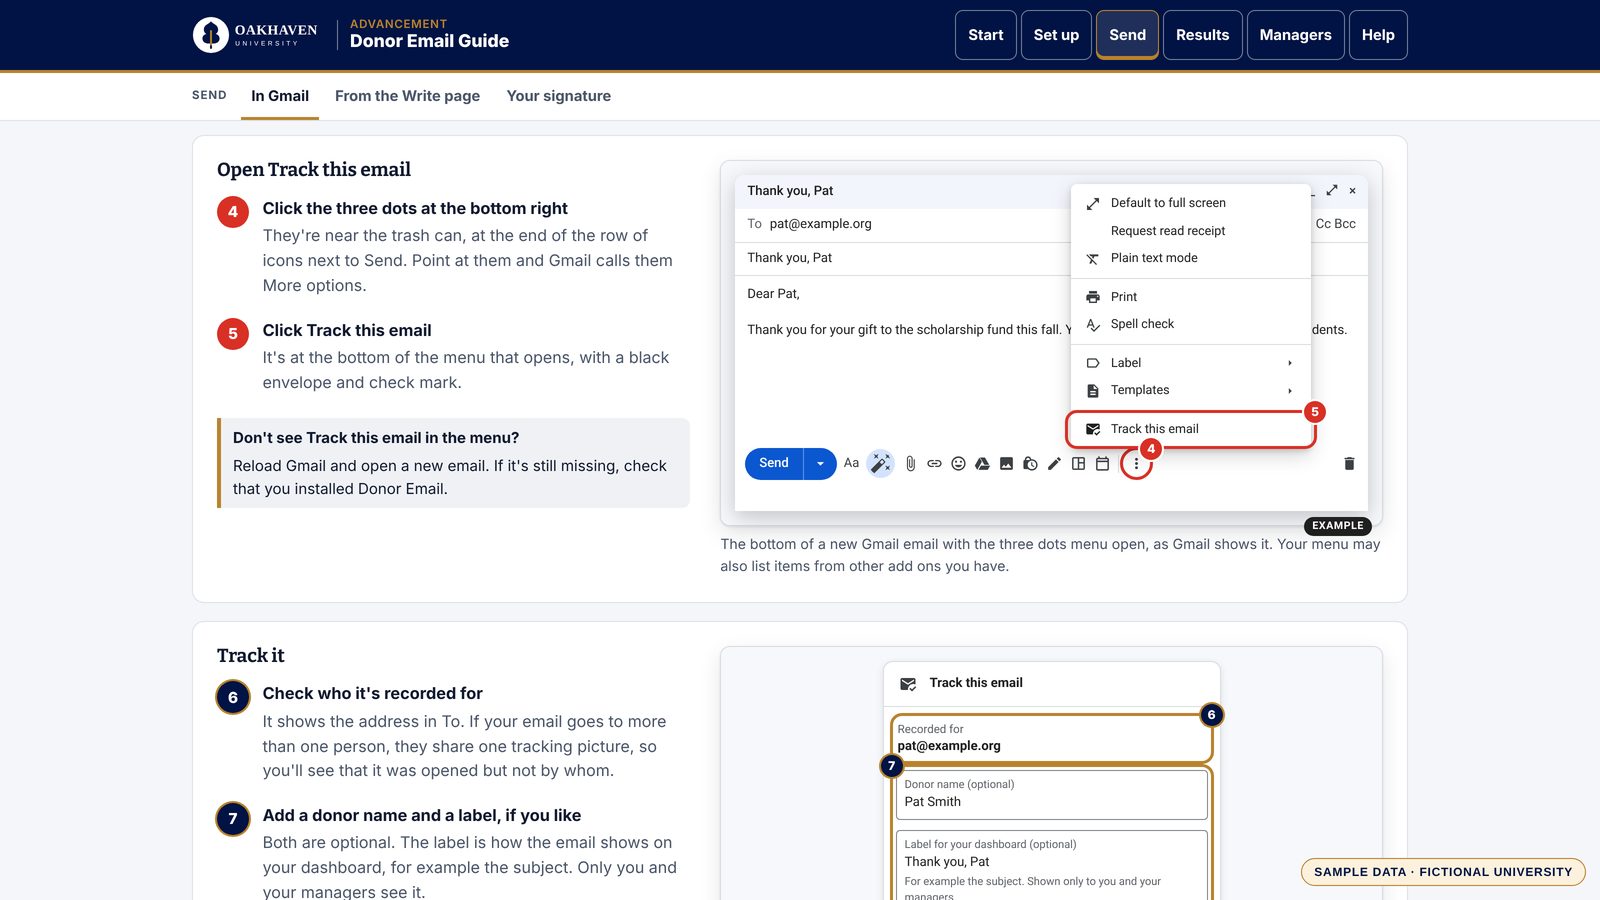 OAKHAVEN
UNIVERSITY
ADVANCEMENT
Donor Email Guide
Start
Set up
Send
Results
Managers
Help
SEND
In Gmail
From the Write page
Your signature
Open Track this email
4
Click the three dots at the bottom right
They're near the trash can, at the end of the row of
icons next to Send. Point at them and Gmail calls them
More options.
5
Click Track this email
It's at the bottom of the menu that opens, with a black
envelope and check mark.
Don't see Track this email in the menu?
Reload Gmail and open a new email. If it's still missing, check
that you installed Donor Email.
Thank you, Pat
To pat@example.org
Cc Bcc
Thank you, Pat
Dear Pat,
Thank you for your gift to the scholarship fund this fall. Y
dents.
Default to full screen
Request read receipt
Plain text mode
Print
Spell check
Label
Templates
5
Track this email
4
Send
Aa
EXAMPLE
The bottom of a new Gmail email with the three dots menu open, as Gmail shows it. Your menu may
also list items from other add ons you have.
Track it
6
Check who it's recorded for
It shows the address in To. If your email goes to more
than one person, they share one tracking picture, so
you'll see that it was opened but not by whom.
7
Add a donor name and a label, if you like
Both are optional. The label is how the email shows on
your dashboard, for example the subject. Only you and
your managers see it.
Track this email
6
Recorded for
pat@example.org
7
Donor name (optional)
Pat Smith
Label for your dashboard (optional)
Thank you, Pat
For example the subject. Shown only to you and your
managers
SAMPLE DATA · FICTIONAL UNIVERSITY